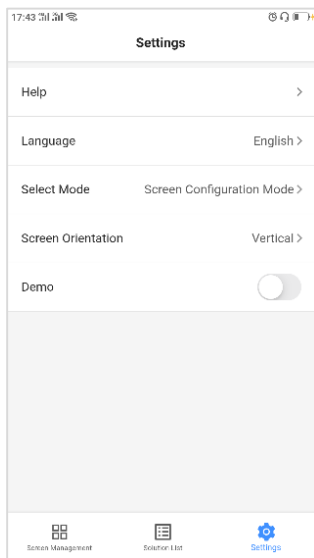 17:43
Settings
Help
Language English
Select Mode Screen Configuration Mode
Screen Orientation Vertical
Demo
Screen Management Solution List Settings